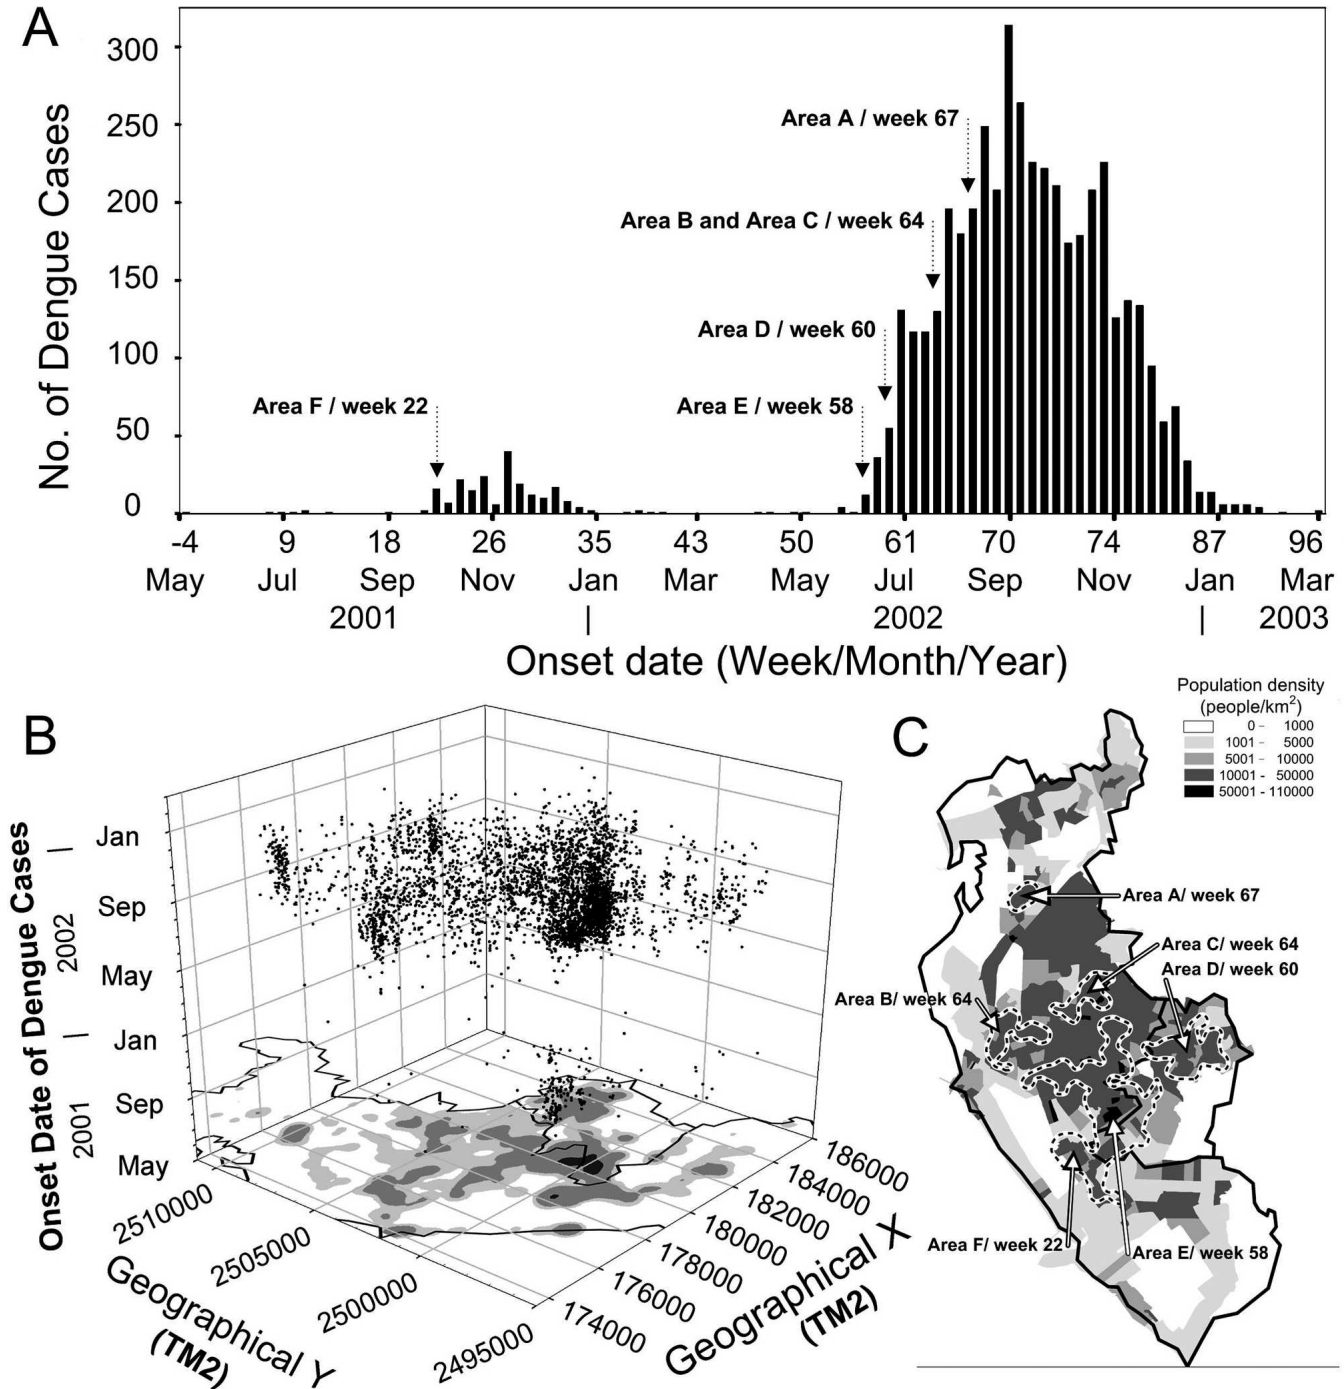 A
No. of Dengue Cases
300
250
200
150
100
50
0
Area A / week 67
Area B and Area C / week 64
Area D / week 60
Area F / week 22
Area E / week 58
-4 9 18 26 35 43 50 61 70 74 87 96
May Jul Sep Nov Jan Mar May Jul Sep Nov Jan Mar
2001 | 2002 | 2003
Onset date (Week/Month/Year)
B
Onset Date of Dengue Cases
2001 | 2002 |
Jan
Sep
May
Jan
Sep
May
2510000
2505000
2500000
2495000
Geographical Y
(TM2)
186000
184000
182000
180000
178000
176000
174000
Geographical X
(TM2)
C
Population density
(people/km²)
0 - 1000
1001 - 5000
5001 - 10000
10001 - 50000
50001 - 110000
Area A/ week 67
Area C/ week 64
Area D/ week 60
Area B/ week 64
Area F/ week 22
Area E/ week 58